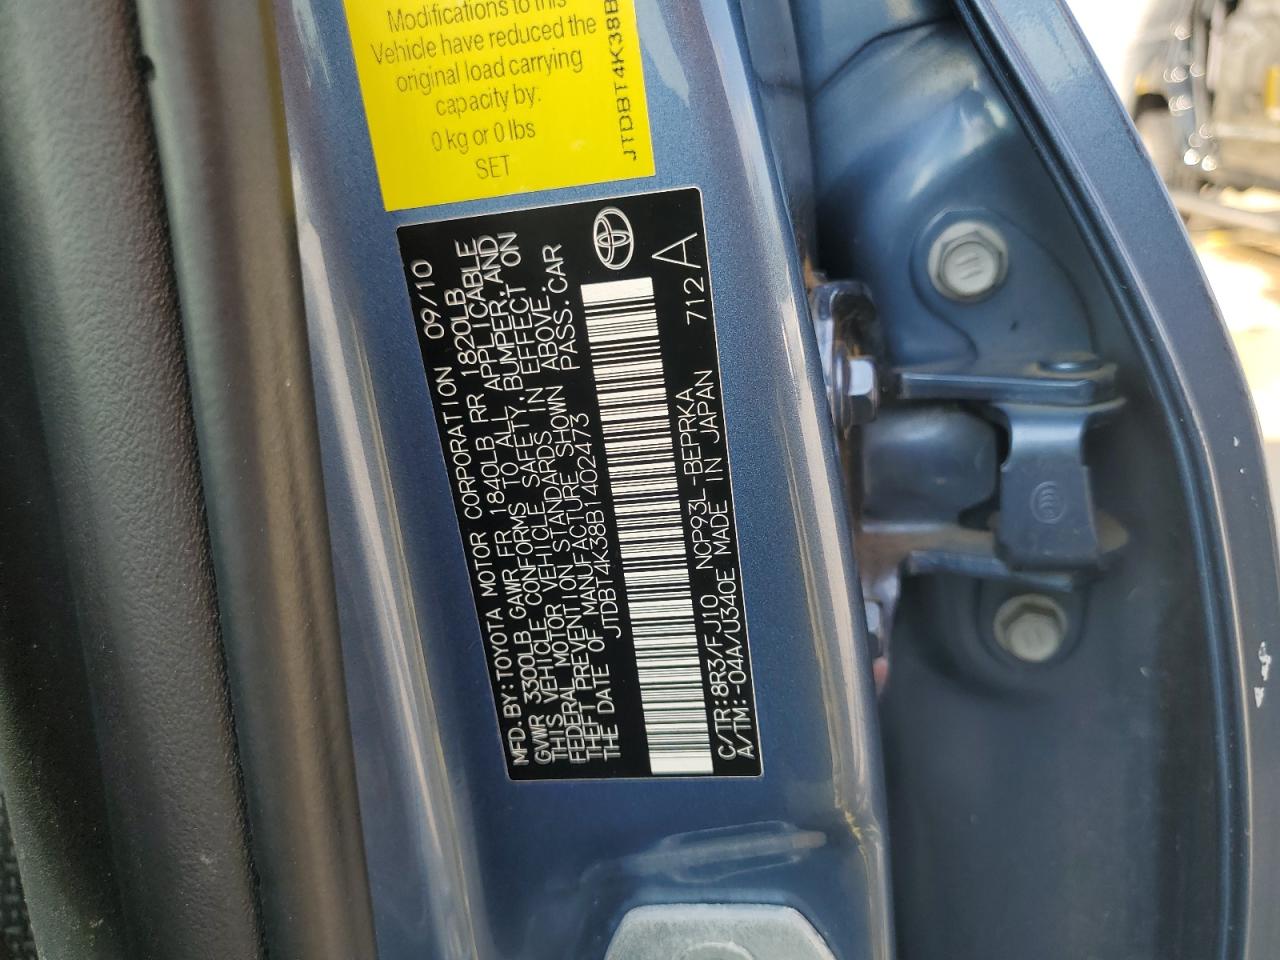 Modifications to this
Vehicle have reduced the
original load carrying
capacity by:
0 kg or 0 lbs
SET
JTDBT4K38B
MFD. BY: TOYOTA MOTOR CORPORATION 09/10
GVWR 3300LB GAWR FR 1840LB RR 1820LB
THIS VEHICLE CONFORMS TO ALL APPLICABLE
FEDERAL MOTOR VEHICLE SAFETY, BUMPER, AND
THEFT PREVENTION STANDARDS IN EFFECT ON
THE DATE OF MANUFACTURE SHOWN ABOVE.
JTDBT4K38B1402473 PASS. CAR
C/TR: 8R3/FJ10 NCP93L-BEPRKA 712A
A/TM: -04A/U340E MADE IN JAPAN